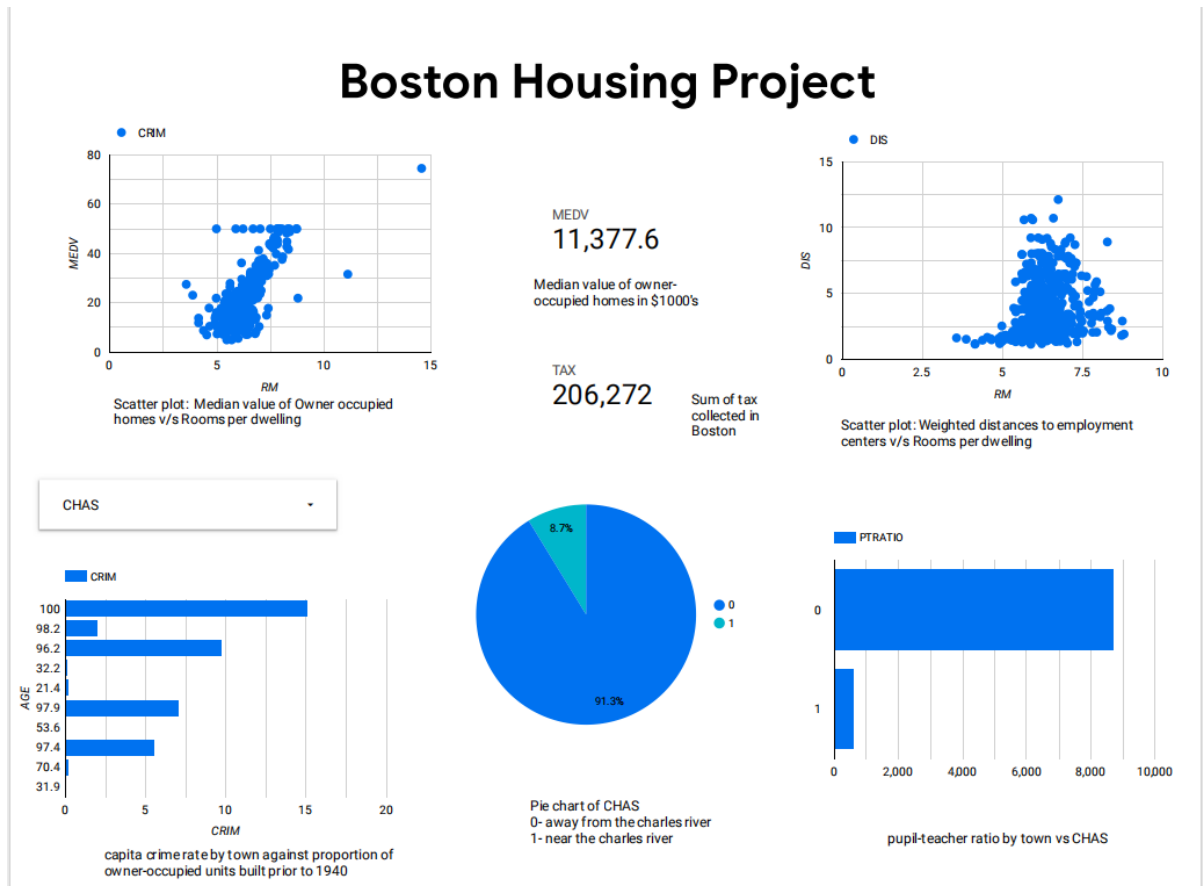 Boston Housing Project
CRIM
80
60
40
20
0
MEDV
0
5
10
15
RM
Scatter plot: Median value of Owner occupied
homes v/s Rooms per dwelling
MEDV
11,377.6
Median value of owner-
occupied homes in $1000's
TAX
206,272
Sum of tax
collected in
Boston
DIS
15
10
5
0
DIS
0
2.5
5
7.5
10
RM
Scatter plot: Weighted distances to employment
centers v/s Rooms per dwelling
CHAS
CRIM
100
98.2
96.2
32.2
21.4
97.9
53.6
97.4
70.4
31.9
AGE
0
5
10
15
20
CRIM
capita crime rate by town against proportion of
owner-occupied units built prior to 1940
8.7%
91.3%
0
1
Pie chart of CHAS
0- away from the charles river
1- near the charles river
PTRATIO
0
1
0
2,000
4,000
6,000
8,000
10,000
pupil-teacher ratio by town vs CHAS